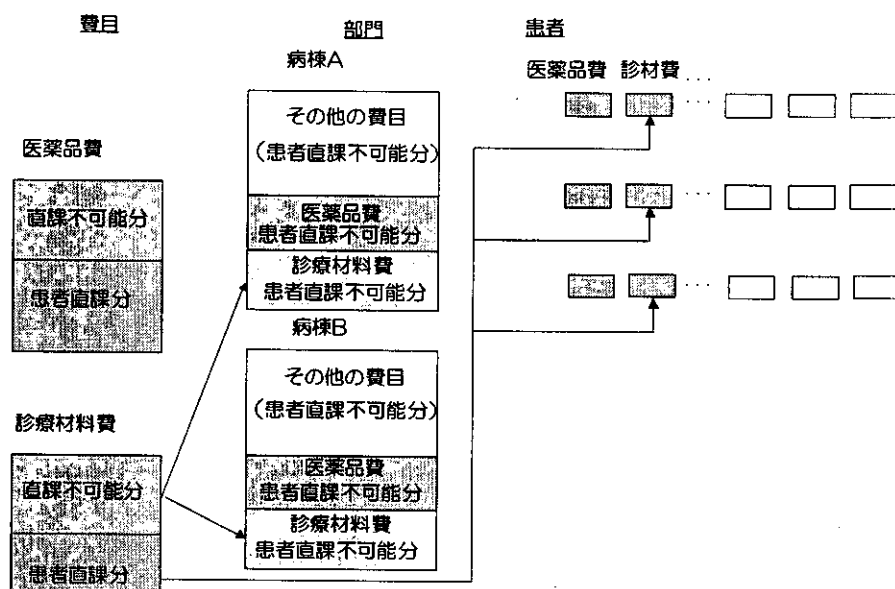 費目
医薬品費
直課不可能分
患者直課分
診療材料費
直課不可能分
患者直課分
部門
病棟A
その他の費目
(患者直課不可能分)
医薬品費
患者直課不可能分
診療材料費
患者直課不可能分
病棟B
その他の費目
(患者直課不可能分)
医薬品費
患者直課不可能分
診療材料費
患者直課不可能分
患者
医薬品費 診材費 ...
...
...
...